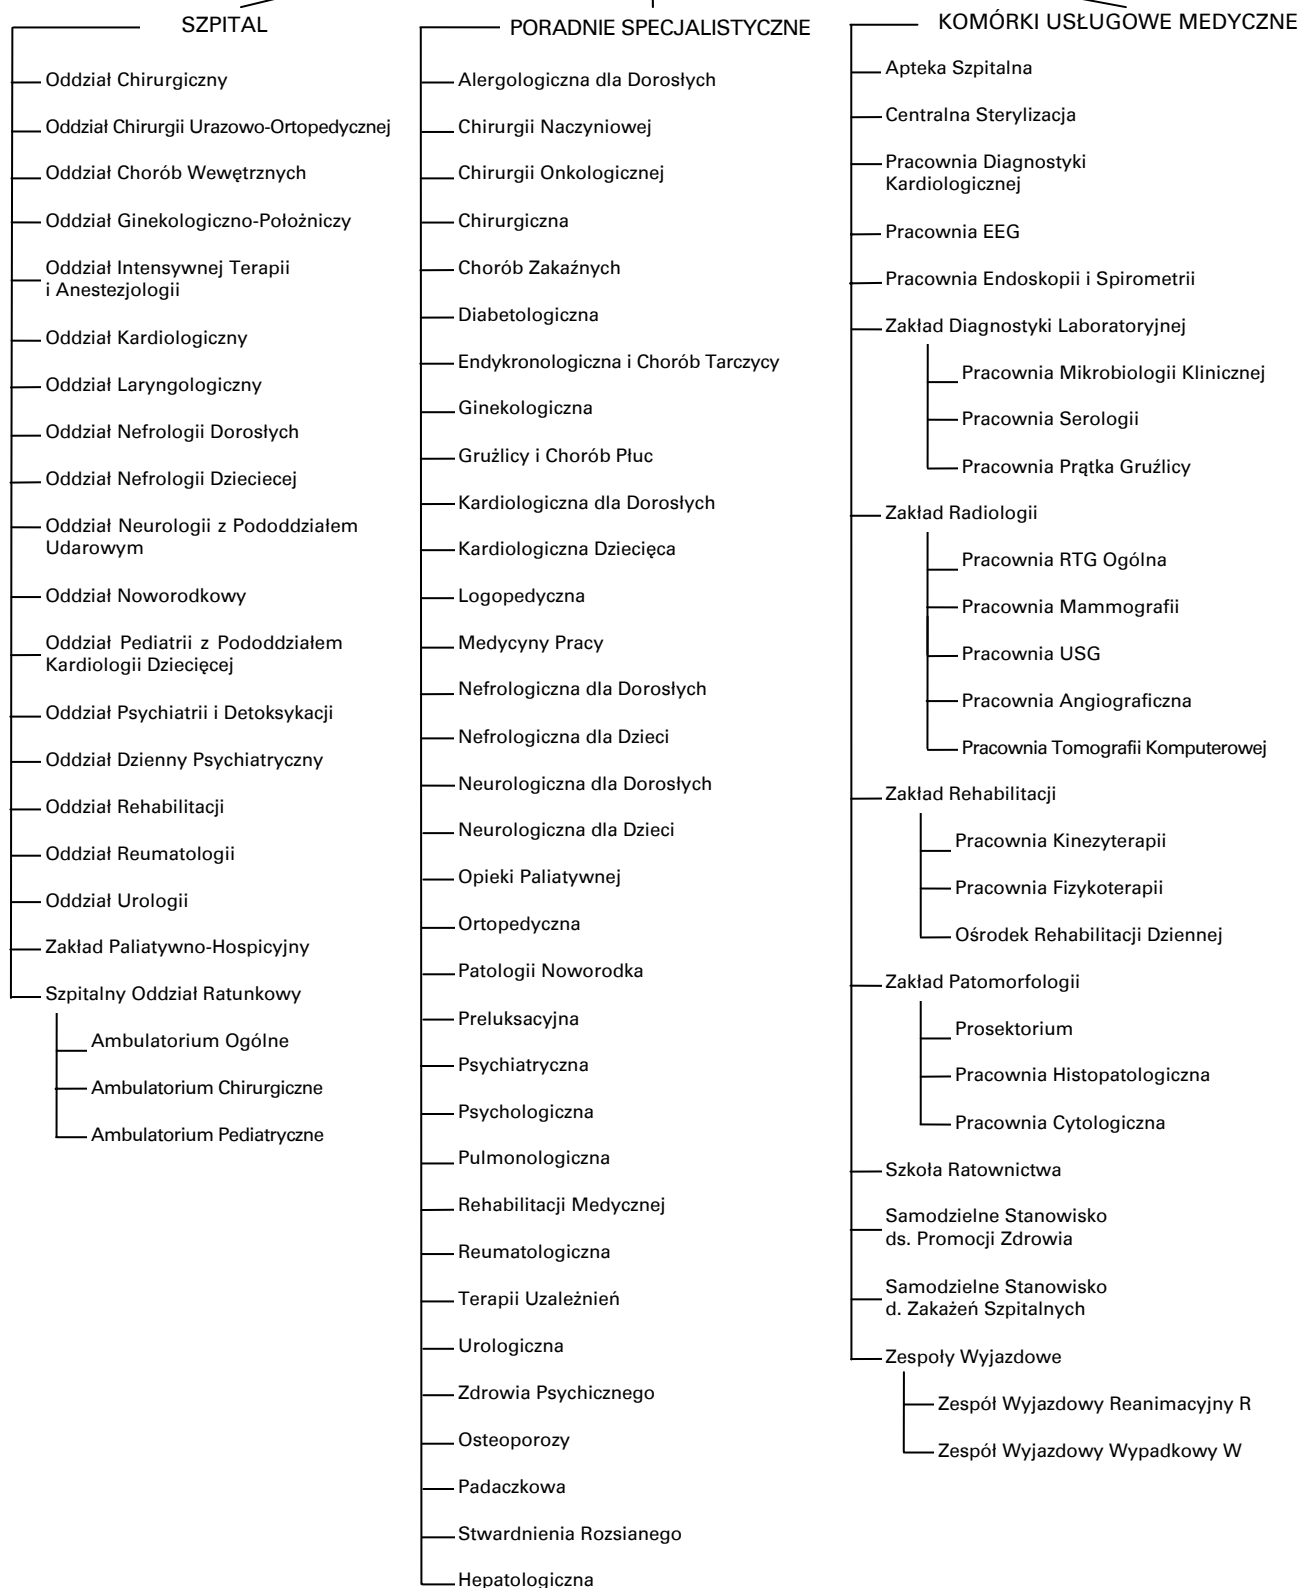 SZPITAL
Oddział Chirurgiczny
Oddział Chirurgii Urazowo-Ortopedycznej
Oddział Chorób Wewętrznych
Oddział Ginekologiczno-Położniczy
Oddział Intensywnej Terapii
i Anestezjologii
Oddział Kardiologiczny
Oddział Laryngologiczny
Oddział Nefrologii Dorosłych
Oddział Nefrologii Dzieciecej
Oddział Neurologii z Pododdziałem
Udarowym
Oddział Noworodkowy
Oddział Pediatrii z Pododdziałem
Kardiologii Dziecięcej
Oddział Psychiatrii i Detoksykacji
Oddział Dzienny Psychiatryczny
Oddział Rehabilitacji
Oddział Reumatologii
Oddział Urologii
Zakład Paliatywno-Hospicyjny
Szpitalny Oddział Ratunkowy
Ambulatorium Ogólne
Ambulatorium Chirurgiczne
Ambulatorium Pediatryczne
PORADNIE SPECJALISTYCZNE
Alergologiczna dla Dorosłych
Chirurgii Naczyniowej
Chirurgii Onkologicznej
Chirurgiczna
Chorób Zakaźnych
Diabetologiczna
Endykronologiczna i Chorób Tarczycy
Ginekologiczna
Grużlicy i Chorób Płuc
Kardiologiczna dla Dorosłych
Kardiologiczna Dziecięca
Logopedyczna
Medycyny Pracy
Nefrologiczna dla Dorosłych
Nefrologiczna dla Dzieci
Neurologiczna dla Dorosłych
Neurologiczna dla Dzieci
Opieki Paliatywnej
Ortopedyczna
Patologii Noworodka
Preluksacyjna
Psychiatryczna
Psychologiczna
Pulmonologiczna
Rehabilitacji Medycznej
Reumatologiczna
Terapii Uzależnień
Urologiczna
Zdrowia Psychicznego
Osteoporozy
Padaczkowa
Stwardnienia Rozsianego
Hepatologiczna
KOMÓRKI USŁUGOWE MEDYCZNE
Apteka Szpitalna
Centralna Sterylizacja
Pracownia Diagnostyki
Kardiologicznej
Pracownia EEG
Pracownia Endoskopii i Spirometrii
Zakład Diagnostyki Laboratoryjnej
Pracownia Mikrobiologii Klinicznej
Pracownia Serologii
Pracownia Prątka Gruźlicy
Zakład Radiologii
Pracownia RTG Ogólna
Pracownia Mammografii
Pracownia USG
Pracownia Angiograficzna
Pracownia Tomografii Komputerowej
Zakład Rehabilitacji
Pracownia Kinezyterapii
Pracownia Fizykoterapii
Ośrodek Rehabilitacji Dziennej
Zakład Patomorfologii
Prosektorium
Pracownia Histopatologiczna
Pracownia Cytologiczna
Szkoła Ratownictwa
Samodzielne Stanowisko
ds. Promocji Zdrowia
Samodzielne Stanowisko
d. Zakażeń Szpitalnych
Zespoły Wyjazdowe
Zespół Wyjazdowy Reanimacyjny R
Zespół Wyjazdowy Wypadkowy W